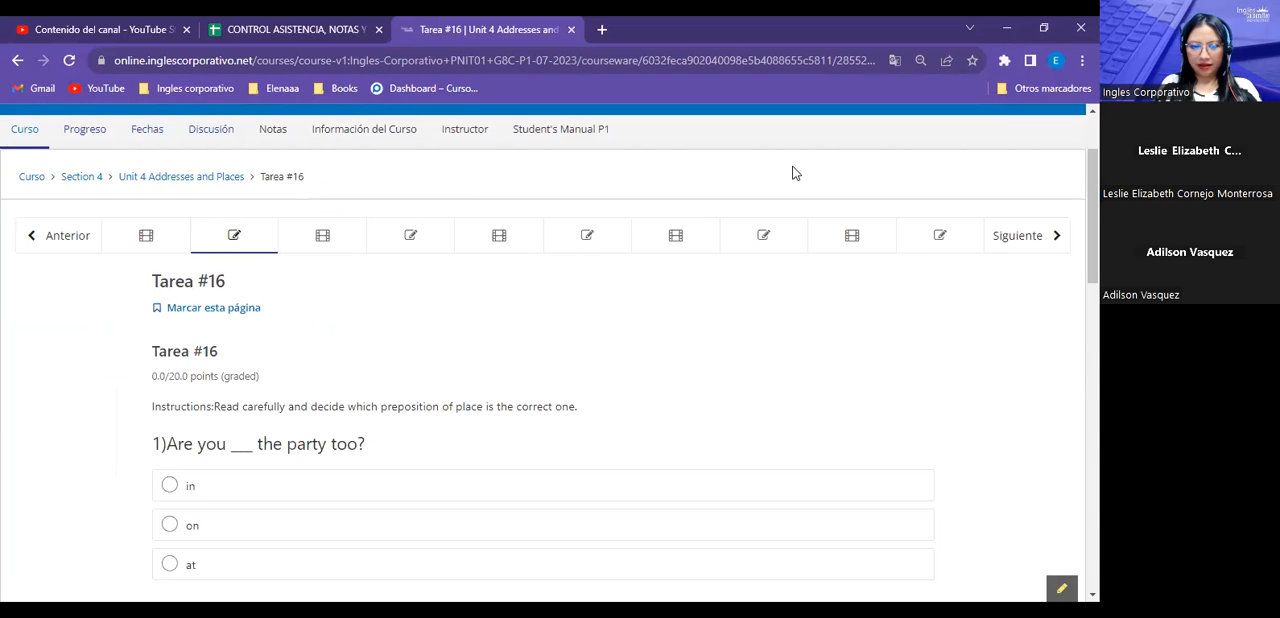 Contenido del canal - YouTube S
CONTROL ASISTENCIA, NOTAS Y
Tarea #16 | Unit 4 Addresses and
online.inglescorporativo.net/courses/course-v1:Ingles-Corporativo+PNIT01+G8C-P1-07-2023/courseware/6032feca902040098e5b4088655c5811/28552...
E
Gmail
YouTube
Ingles corporativo
Elenaaa
Books
Dashboard – Curso...
Otros marcadores
Curso
Progreso
Fechas
Discusión
Notas
Información del Curso
Instructor
Student's Manual P1
Curso > Section 4 > Unit 4 Addresses and Places > Tarea #16
Anterior
Siguiente
Tarea #16
Marcar esta página
Tarea #16
0.0/20.0 points (graded)
Instructions:Read carefully and decide which preposition of place is the correct one.
1)Are you ___ the party too?
in
on
at
Ingles Corporativo
Leslie Elizabeth C...
Leslie Elizabeth Cornejo Monterrosa
Adilson Vasquez
Adilson Vasquez